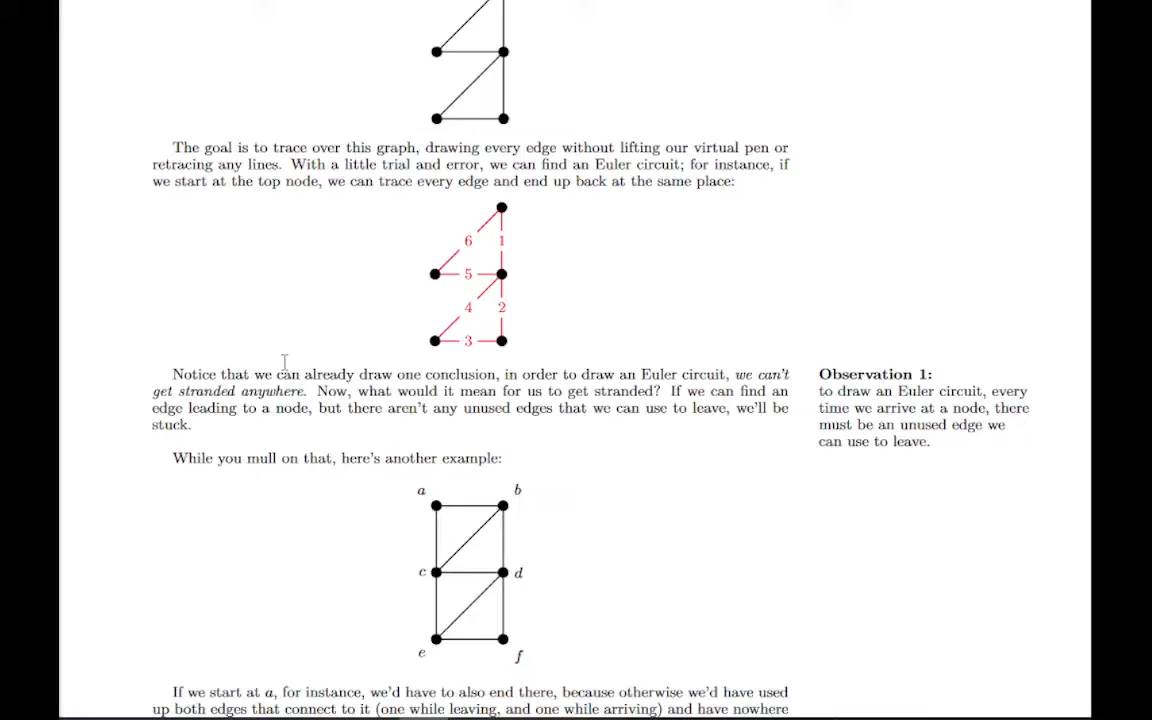 The goal is to trace over this graph, drawing every edge without lifting our virtual pen or
retracing any lines. With a little trial and error, we can find an Euler circuit; for instance, if
we start at the top node, we can trace every edge and end up back at the same place:
6 1
5
4 2
3
Notice that we can already draw one conclusion, in order to draw an Euler circuit, we can't
get stranded anywhere. Now, what would it mean for us to get stranded? If we can find an
edge leading to a node, but there aren't any unused edges that we can use to leave, we'll be
stuck.
Observation 1:
to draw an Euler circuit, every
time we arrive at a node, there
must be an unused edge we
can use to leave.
While you mull on that, here's another example:
a b
c d
e f
If we start at a, for instance, we'd have to also end there, because otherwise we'd have used
up both edges that connect to it (one while leaving, and one while arriving) and have nowhere